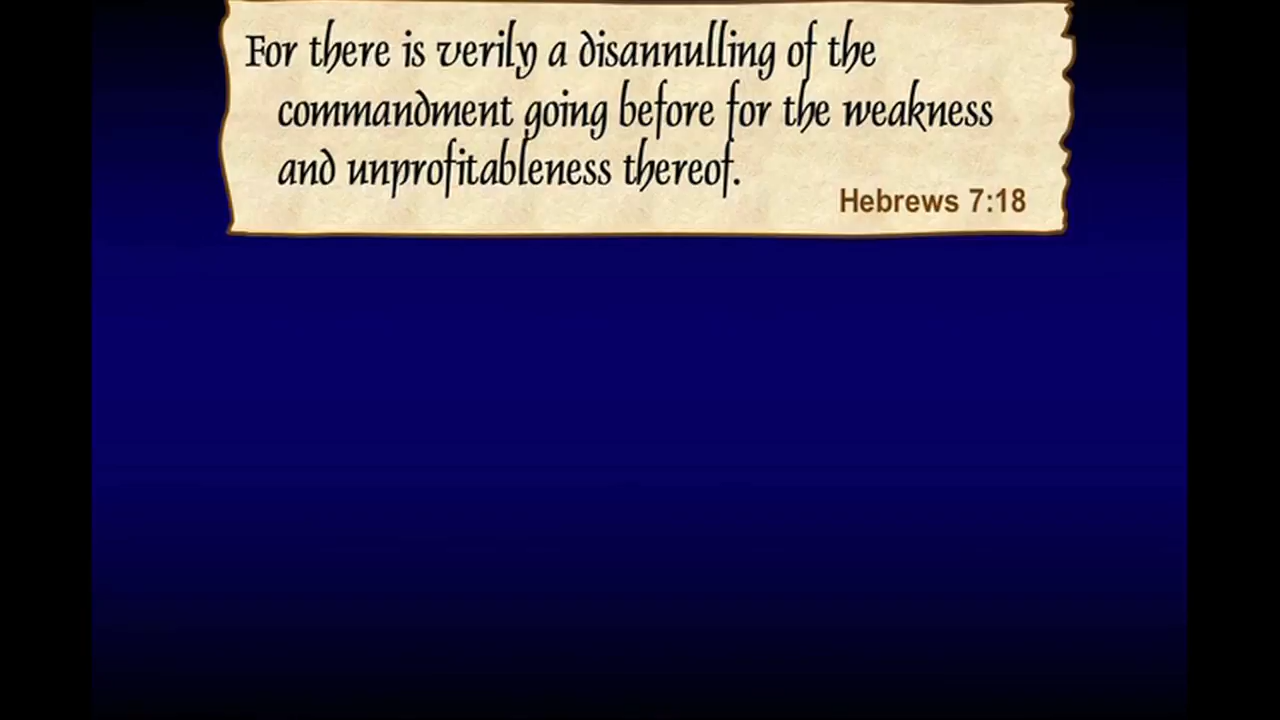 For there is verily a disannulling of the
commandment going before for the weakness
and unprofitableness thereof.
Hebrews 7:18